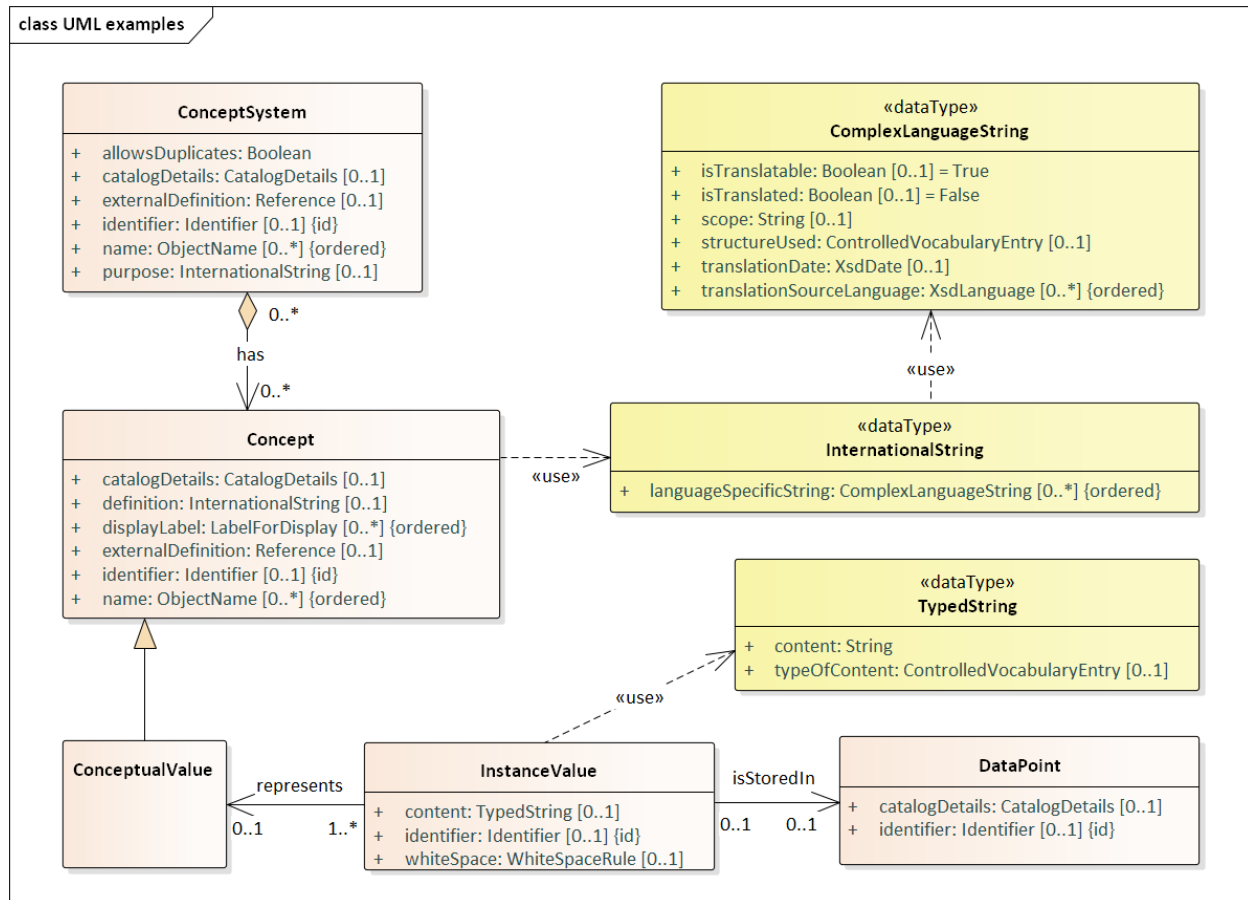 class UML examples
ConceptSystem
+ allowsDuplicates: Boolean
+ catalogDetails: CatalogDetails [0..1]
+ externalDefinition: Reference [0..1]
+ identifier: Identifier [0..1] {id}
+ name: ObjectName [0..*] {ordered}
+ purpose: InternationalString [0..1]
«dataType»
ComplexLanguageString
+ isTranslatable: Boolean [0..1] = True
+ isTranslated: Boolean [0..1] = False
+ scope: String [0..1]
+ structureUsed: ControlledVocabularyEntry [0..1]
+ translationDate: XsdDate [0..1]
+ translationSourceLanguage: XsdLanguage [0..*] {ordered}
0..*
has
0..*
«use»
Concept
+ catalogDetails: CatalogDetails [0..1]
+ definition: InternationalString [0..1]
+ displayLabel: LabelForDisplay [0..*] {ordered}
+ externalDefinition: Reference [0..1]
+ identifier: Identifier [0..1] {id}
+ name: ObjectName [0..*] {ordered}
«use»
«dataType»
InternationalString
+ languageSpecificString: ComplexLanguageString [0..*] {ordered}
«dataType»
TypedString
+ content: String
+ typeOfContent: ControlledVocabularyEntry [0..1]
«use»
ConceptualValue
represents
0..1
1..*
InstanceValue
+ content: TypedString [0..1]
+ identifier: Identifier [0..1] {id}
+ whiteSpace: WhiteSpaceRule [0..1]
isStoredIn
0..1
0..1
DataPoint
+ catalogDetails: CatalogDetails [0..1]
+ identifier: Identifier [0..1] {id}